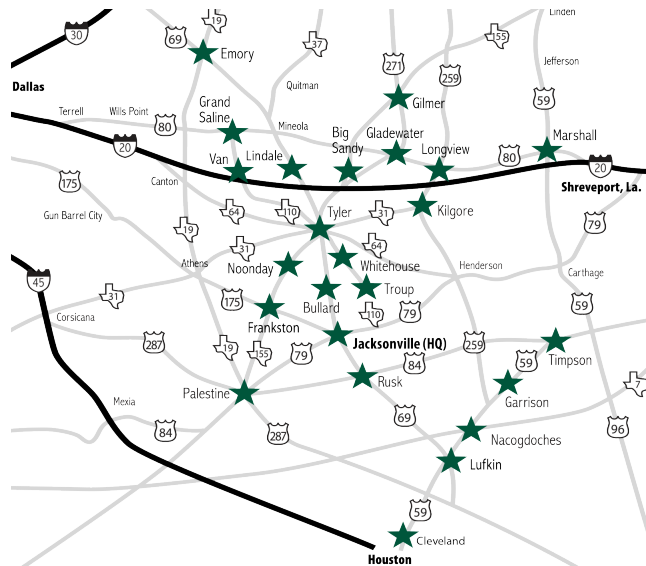 Linden
19
30
69
37
155
Emory
Quitman
271
259
Jefferson
Dallas
59
Gilmer
Grand
Saline
Terrell
Wills Point
80
Mineola
Big
Sandy
Gladewater
Marshall
20
Van
Lindale
Longview
80
20
175
Canton
Shreveport, La.
Gun Barrel City
64
110
Tyler
31
Kilgore
79
19
31
64
Athens
Noonday
Whitehouse
Henderson
Carthage
45
31
175
Bullard
Troup
59
Corsicana
Frankston
110
79
287
19
155
79
Jacksonville (HQ)
259
59
Timpson
84
Palestine
Rusk
Garrison
7
Mexia
69
84
287
Nacogdoches
96
Lufkin
59
Cleveland
Houston